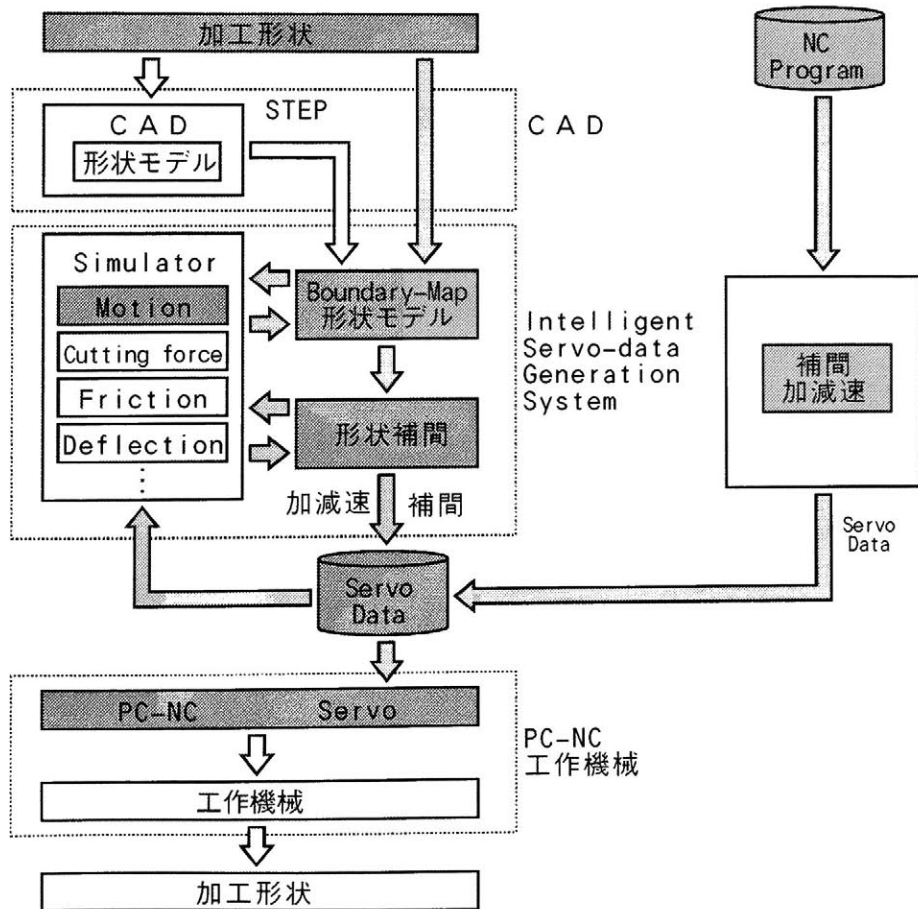 加工形状
NC
Program
STEP
CAD
形状モデル
CAD
Simulator
Motion
Cutting force
Friction
Deflection
⋮
Boundary-Map
形状モデル
形状補間
加減速 補間
Intelligent
Servo-data
Generation
System
補間
加減速
Servo
Data
Servo
Data
PC-NC Servo
工作機械
PC-NC
工作機械
加工形状